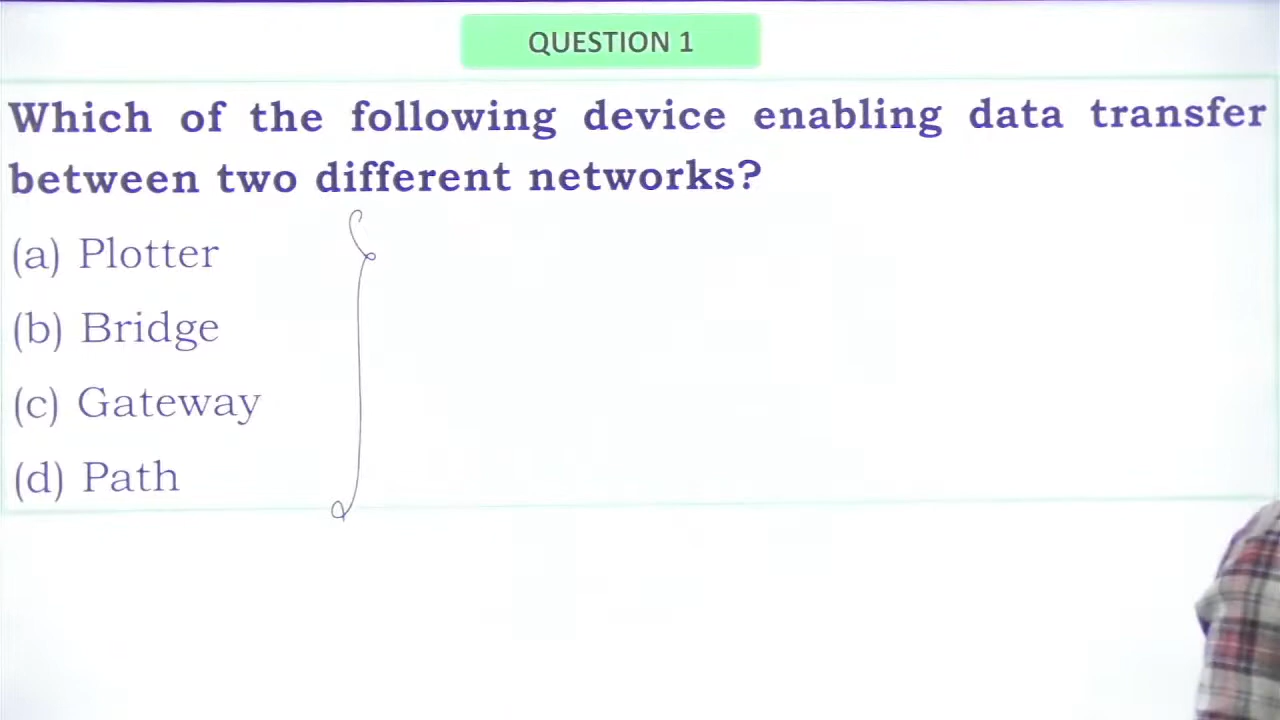 QUESTION 1
Which of the following device enabling data transfer
between two different networks?
(a) Plotter
(b) Bridge
(c) Gateway
(d) Path